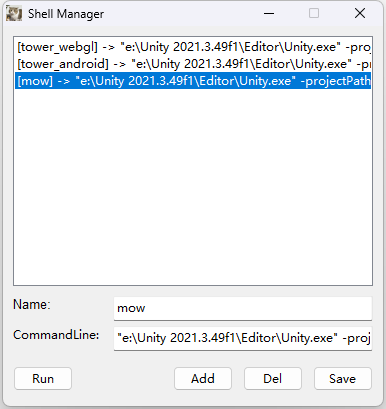 Shell Manager
[tower_webgl] -> "e:\Unity 2021.3.49f1\Editor\Unity.exe" -proj
[tower_android] -> "e:\Unity 2021.3.49f1\Editor\Unity.exe" -pr
[mow] -> "e:\Unity 2021.3.49f1\Editor\Unity.exe" -projectPath
Name:
mow
CommandLine:
"e:\Unity 2021.3.49f1\Editor\Unity.exe" -proj
Run Add Del Save